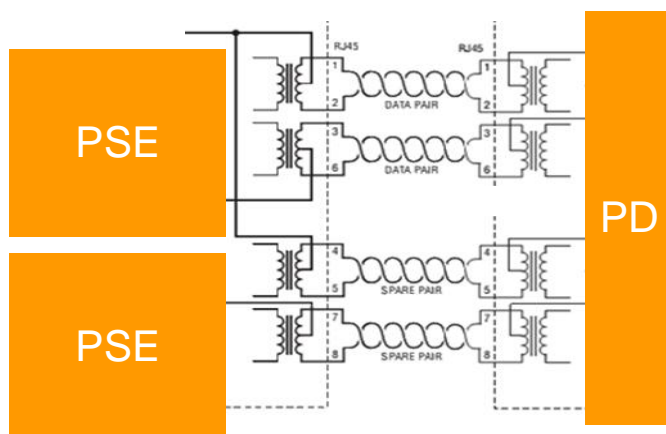 RJ45 RJ45
1 1
2 2
DATA PAIR
PSE
3 3
6 6
DATA PAIR
PD
4 4
5 5
SPARE PAIR
PSE
7 7
8 8
SPARE PAIR